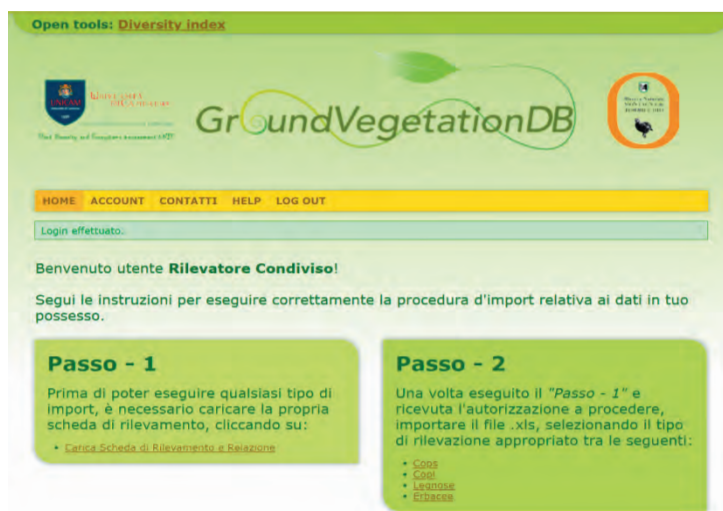 Open tools: Diversity index
UNICAM
GroundVegetationDB
HOME ACCOUNT CONTATTI HELP LOG OUT
Login effettuato.
Benvenuto utente Rilevatore Condiviso!
Segui le instruzioni per eseguire correttamente la procedura d'import relativa ai dati in tuo
possesso.
Passo - 1
Prima di poter eseguire qualsiasi tipo di
import, è necessario caricare la propria
scheda di rilevamento, cliccando su:
• Carica Scheda di Rilevamento e Relazione
Passo - 2
Una volta eseguito il "Passo - 1" e
ricevuta l'autorizzazione a procedere,
importare il file .xls, selezionando il tipo
di rilevazione appropriato tra le seguenti:
• Cops
• Copl
• Legnose
• Erbacee